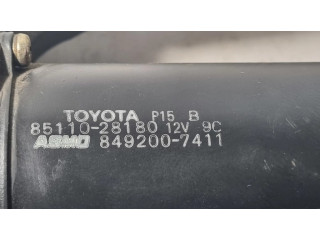 TOYOTA P15 B
85110-28180 12V 9C
ASMO 849200-7411